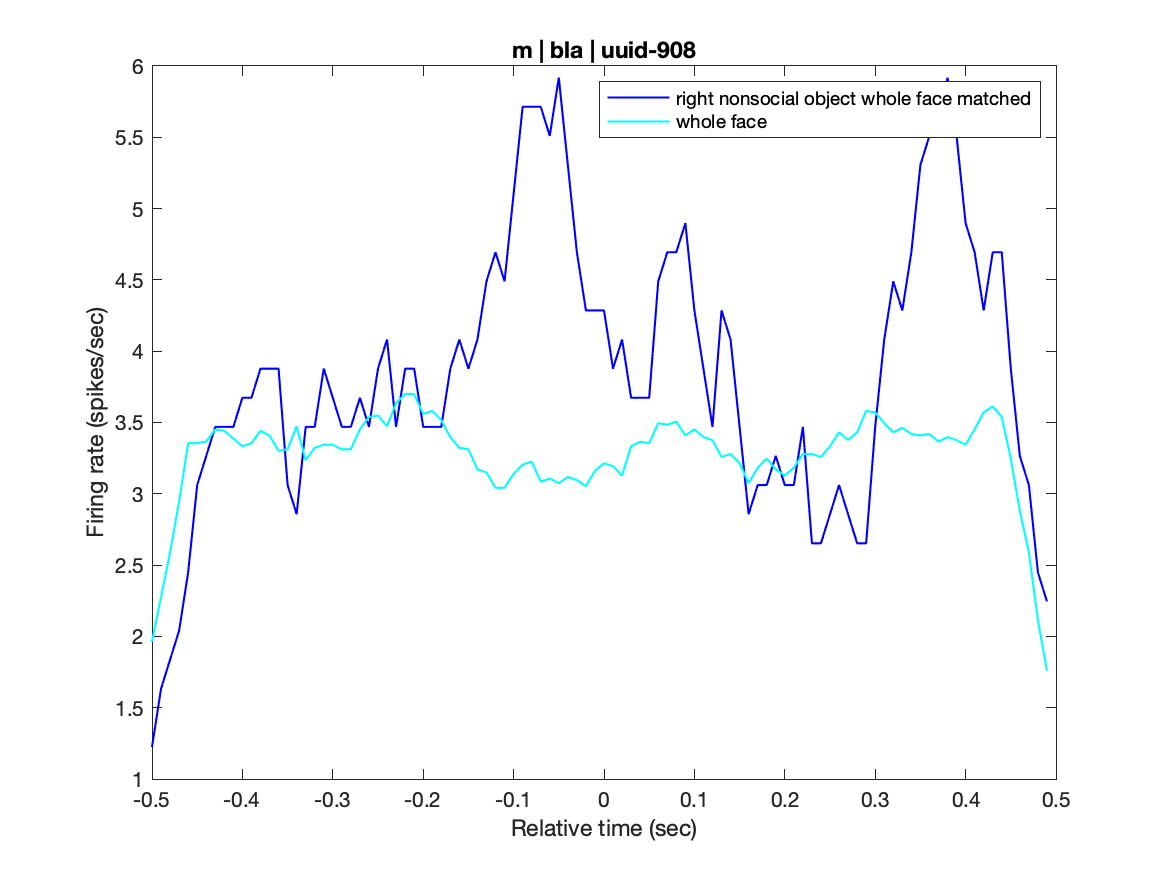 m | bla | uuid-908
right nonsocial object whole face matched
whole face
Firing rate (spikes/sec)
6
5.5
5
4.5
4
3.5
3
2.5
2
1.5
1
-0.5 -0.4 -0.3 -0.2 -0.1 0 0.1 0.2 0.3 0.4 0.5
Relative time (sec)